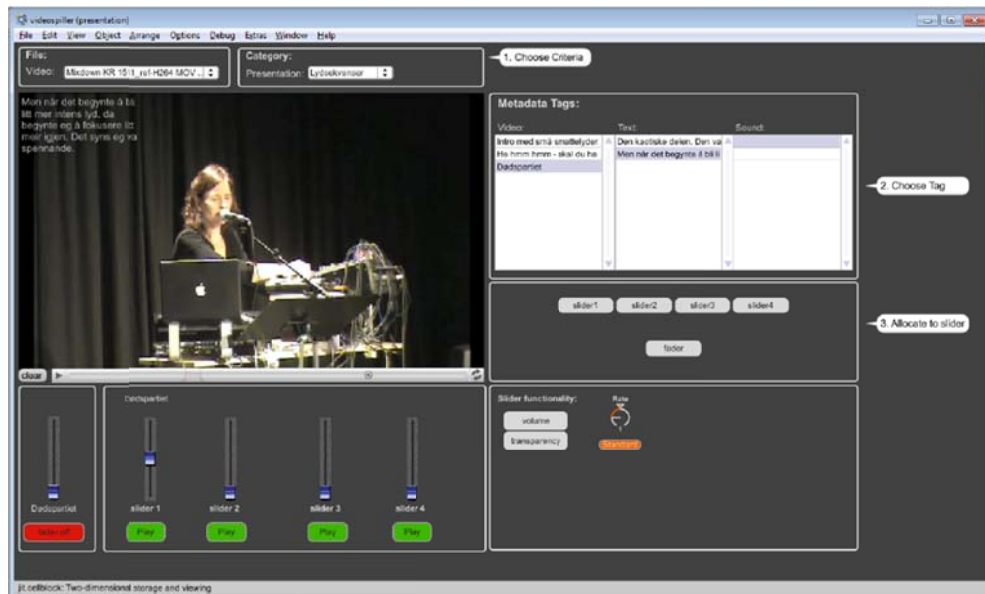 videospiller (presentation)
File Edit View Object Arrange Options Debug Extras Window Help
File:
Video: Mixdown KR 15/11_ref-H264 MOV ..
Category:
Presentation: Lydsekvenser
1. Choose Criteria
Men når det begynte å ta
litt mer intens lyd, da
begynte eg å fokusere litt
meir igjen. Det syns eg va
spennande.
Metadata Tags:
Video: Text: Sound:
Intro med små smattelyder Den kaotiske delen. Den va
Ha hmm hmm - skal du ha Men når det begynte å bli li
Dødspartiet
2. Choose Tag
slider1 slider2 slider3 slider4
fader
3. Allocate to slider
clear
Dødspartiet
Dødspartiet slider 1 slider 2 slider 3 slider 4
fader off Play Play Play Play
Slider functionality: Rate
volume
transparency Standard
jit.cellblock: Two-dimensional storage and viewing